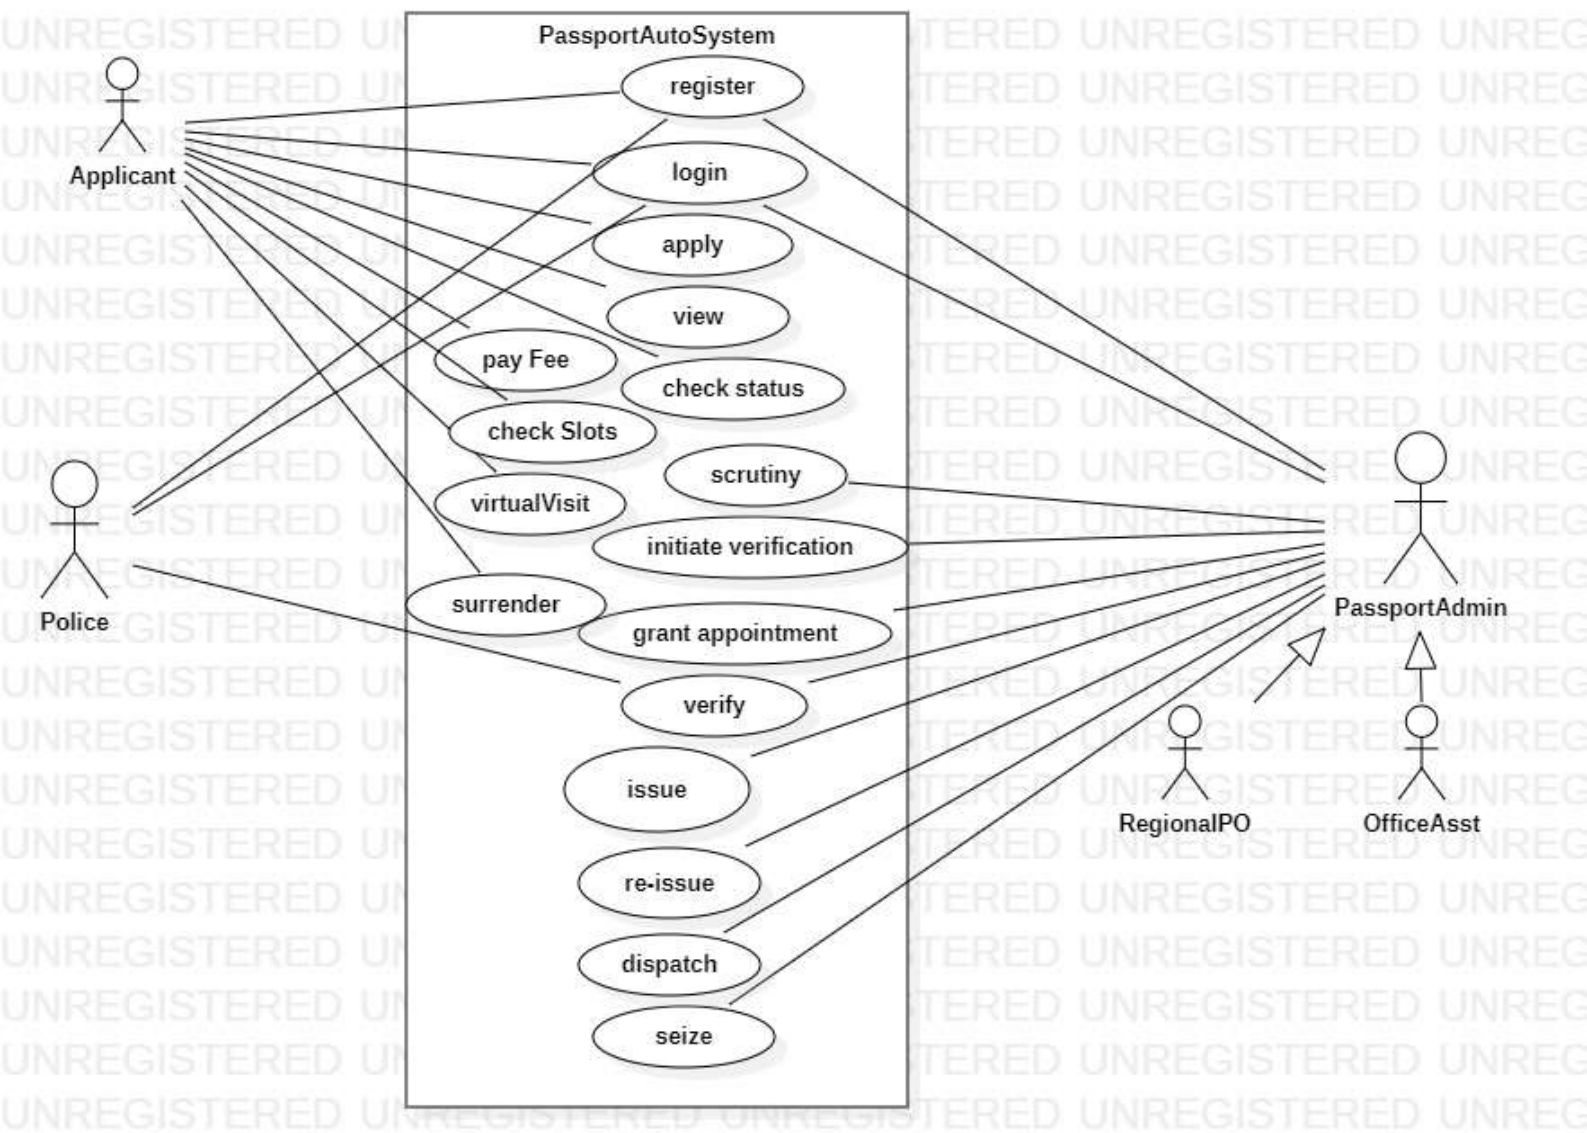 PassportAutoSystem
register
Applicant
login
apply
view
pay Fee
check status
check Slots
scrutiny
virtualVisit
initiate verification
surrender
grant appointment
Police
PassportAdmin
verify
issue
RegionalPO
OfficeAsst
re-issue
dispatch
seize
UNREGISTERED